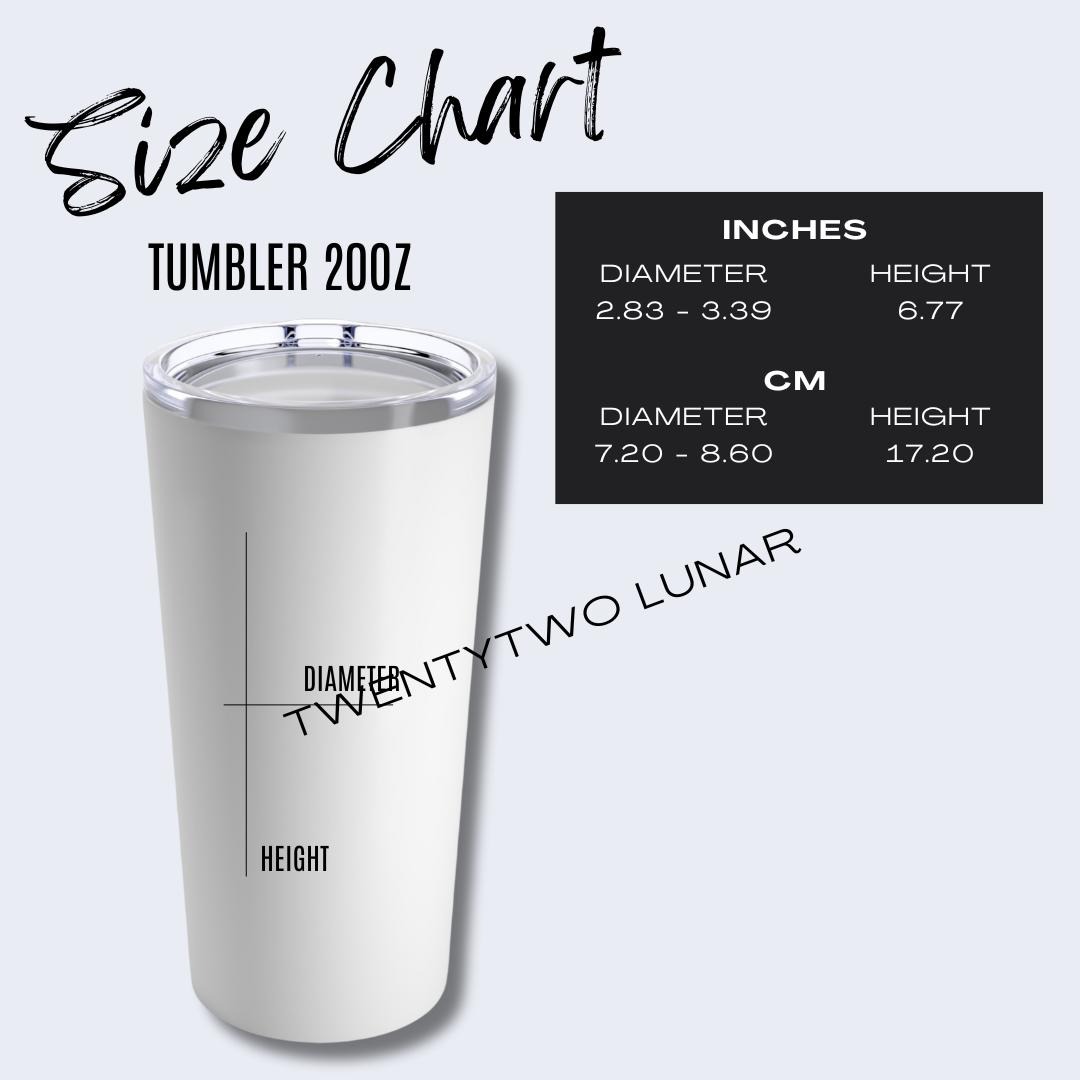 Size Chart
TUMBLER 20OZ
INCHES
DIAMETER HEIGHT
2.83 - 3.39 6.77
CM
DIAMETER HEIGHT
7.20 - 8.60 17.20
TWENTYTWO LUNAR
DIAMETER
HEIGHT